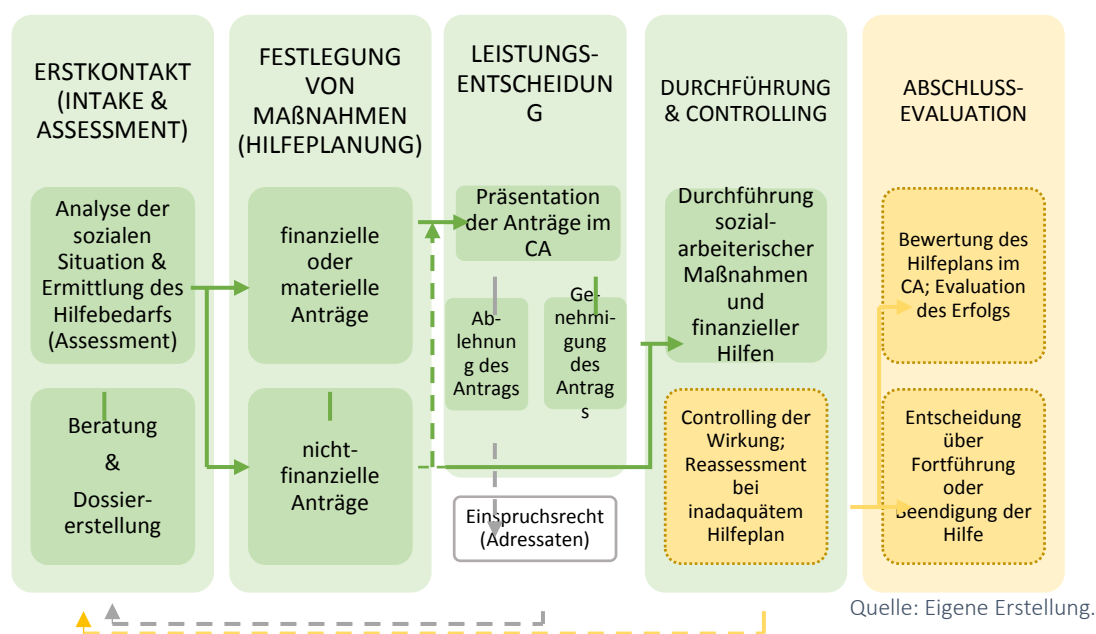 ERSTKONTAKT
(INTAKE &
ASSESSMENT)
Analyse der
sozialen
Situation &
Ermittlung des
Hilfebedarfs
(Assessment)
Beratung
&
Dossier-
erstellung
FESTLEGUNG
VON
MAßNAHMEN
(HILFEPLANUNG)
finanzielle
oder
materielle
Anträge
nicht-
finanzielle
Anträge
LEISTUNGS-
ENTSCHEIDUN
G
Präsentation
der Anträge im
CA
Ab-
lehnun
g des
Antrags
Ge-
nehmi-
gung
des
Antrag
s
Einspruchsrecht
(Adressaten)
DURCHFÜHRUNG
& CONTROLLING
Durchführung
sozial-
arbeiterischer
Maßnahmen
und
finanzieller
Hilfen
Controlling der
Wirkung;
Reassessment
bei
inadaquätem
Hilfeplan
ABSCHLUSS-
EVALUATION
Bewertung des
Hilfeplans im
CA; Evaluation
des Erfolgs
Entscheidung
über
Fortführung
oder
Beendigung der
Hilfe
Quelle: Eigene Erstellung.